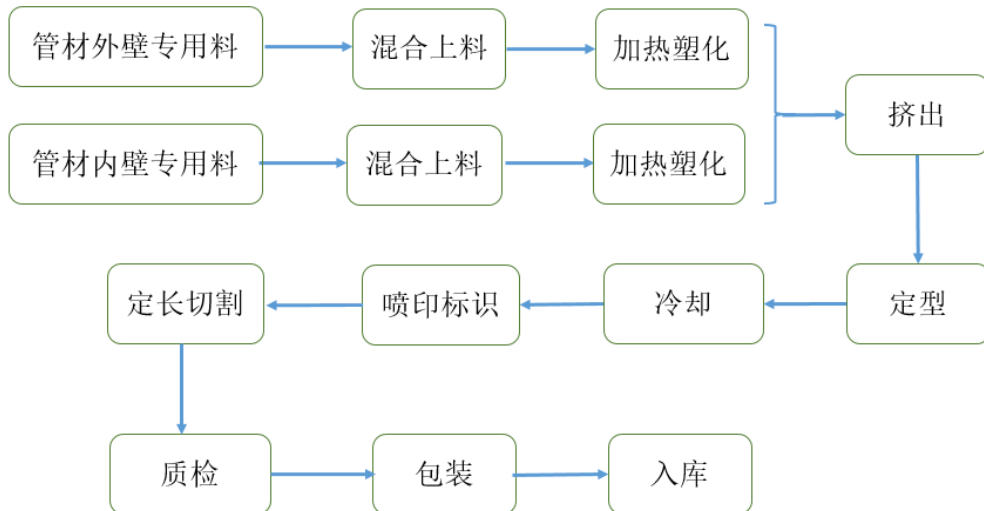 管材外壁专用料
混合上料
加热塑化
管材内壁专用料
混合上料
加热塑化
挤出
定型
冷却
喷印标识
定长切割
质检
包装
入库